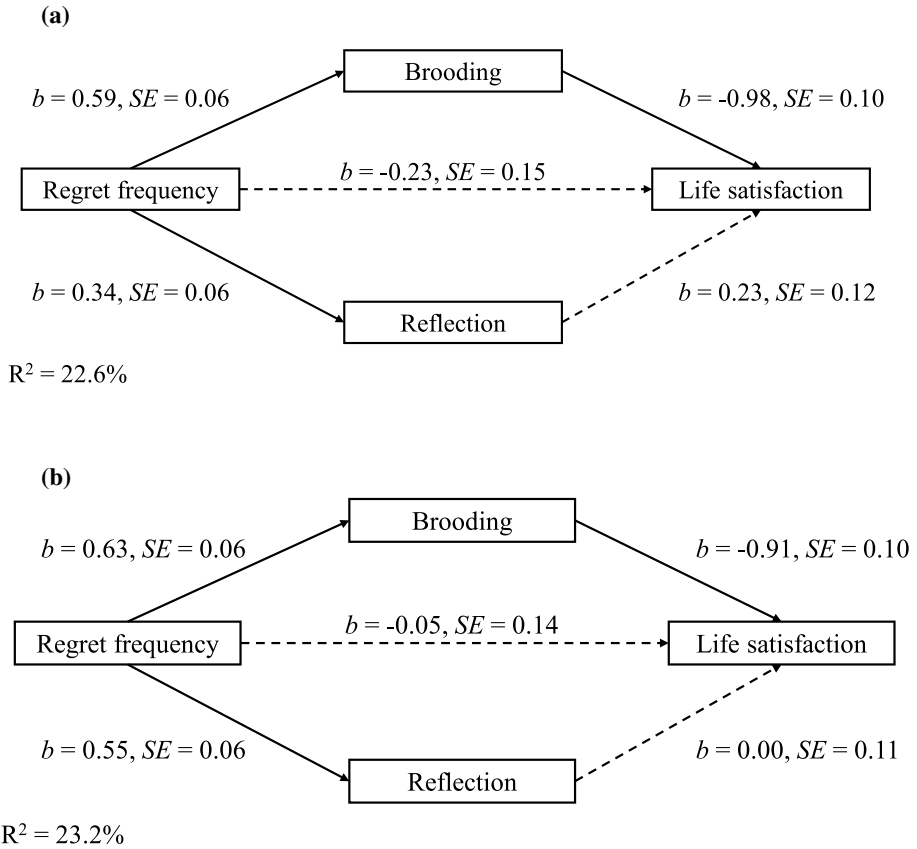 (a)
Brooding
b = 0.59, SE = 0.06
b = -0.98, SE = 0.10
b = -0.23, SE = 0.15
Regret frequency
Life satisfaction
b = 0.34, SE = 0.06
b = 0.23, SE = 0.12
Reflection
R² = 22.6%
(b)
Brooding
b = 0.63, SE = 0.06
b = -0.91, SE = 0.10
b = -0.05, SE = 0.14
Regret frequency
Life satisfaction
b = 0.55, SE = 0.06
b = 0.00, SE = 0.11
Reflection
R² = 23.2%